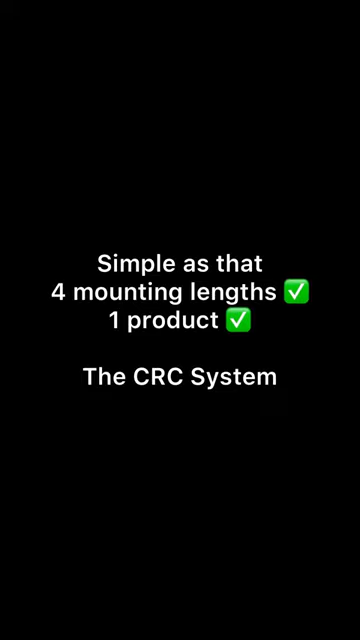 Simple as that
4 mounting lengths ✅
1 product ✅
The CRC System